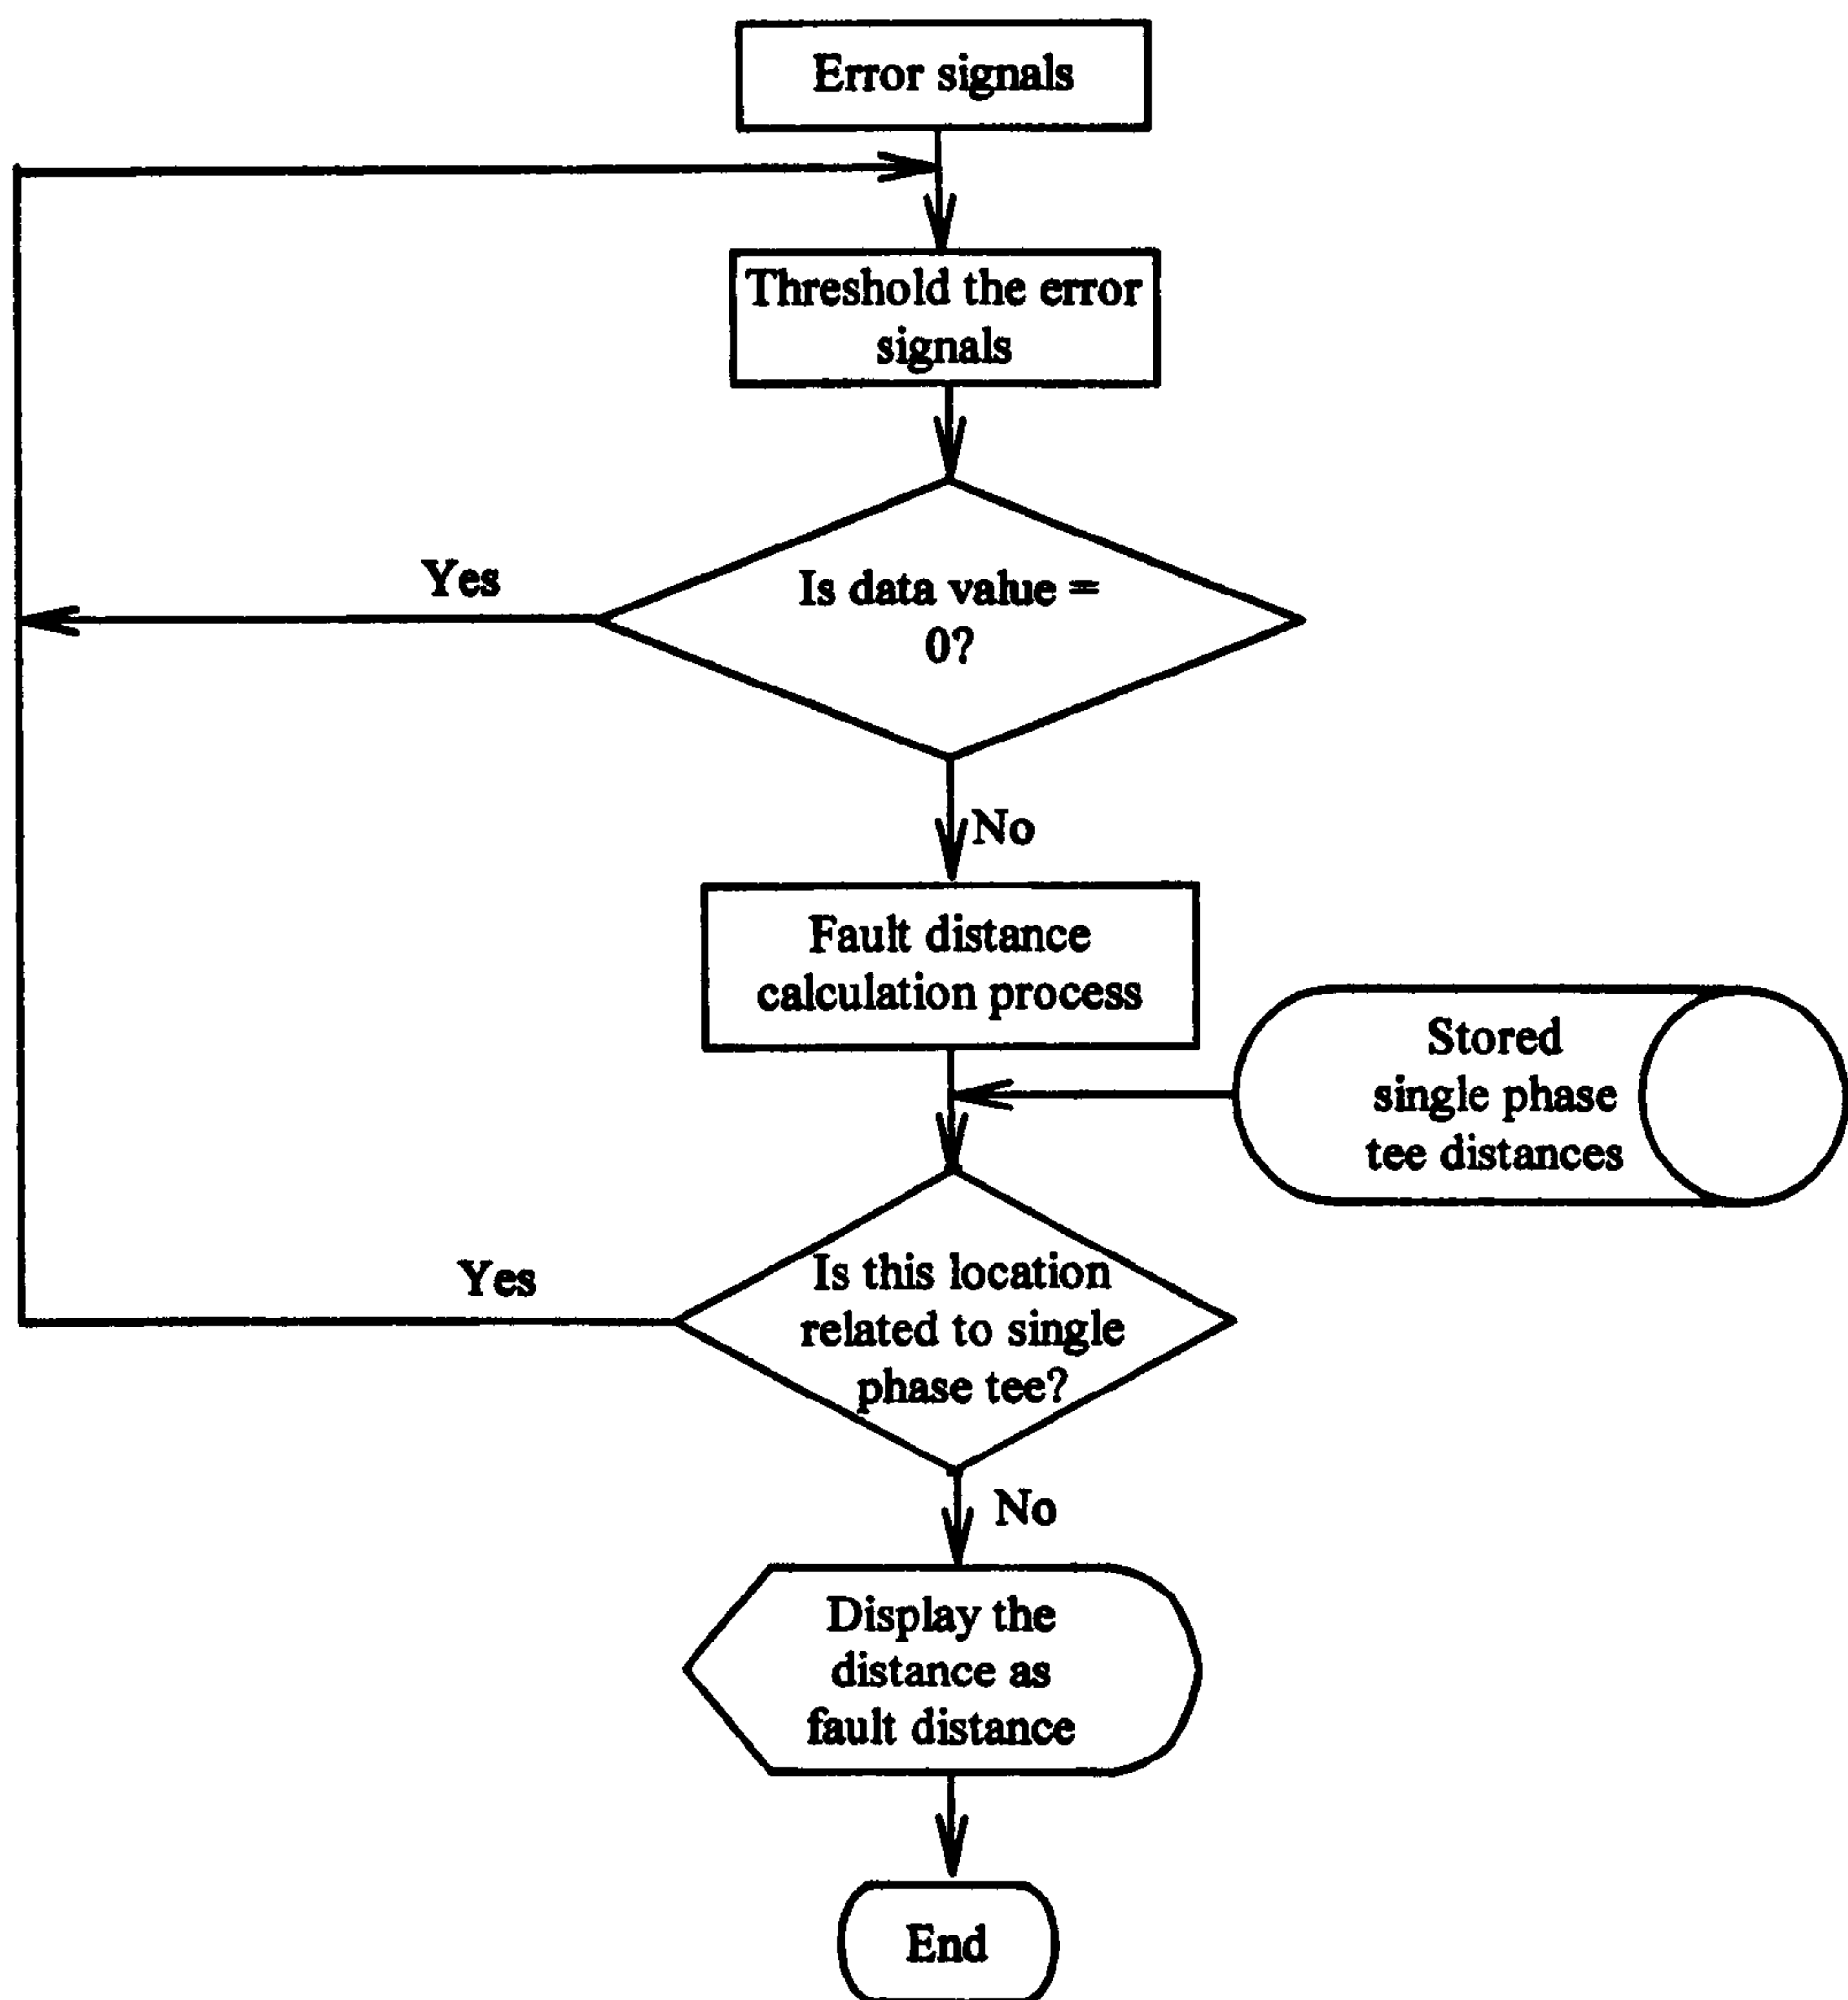 Error signals
Threshold the error
signals
Is data value =
0?
Yes
No
Fault distance
calculation process
Stored
single phase
tee distances
Is this location
related to single
phase tee?
Yes
No
Display the
distance as
fault distance
End